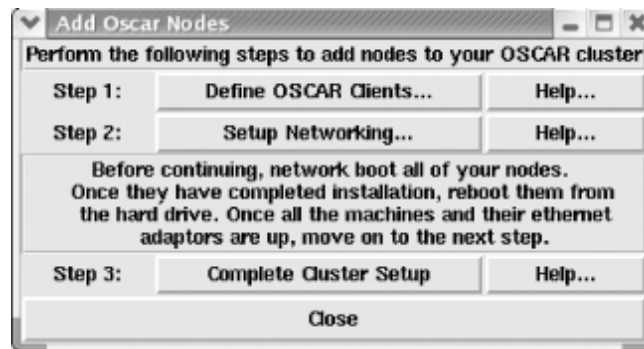 Add Oscar Nodes
Perform the following steps to add nodes to your OSCAR cluster
Step 1: Define OSCAR Clients... Help...
Step 2: Setup Networking... Help...
Before continuing, network boot all of your nodes.
Once they have completed installation, reboot them from
the hard drive. Once all the machines and their ethernet
adaptors are up, move on to the next step.
Step 3: Complete Cluster Setup Help...
Close